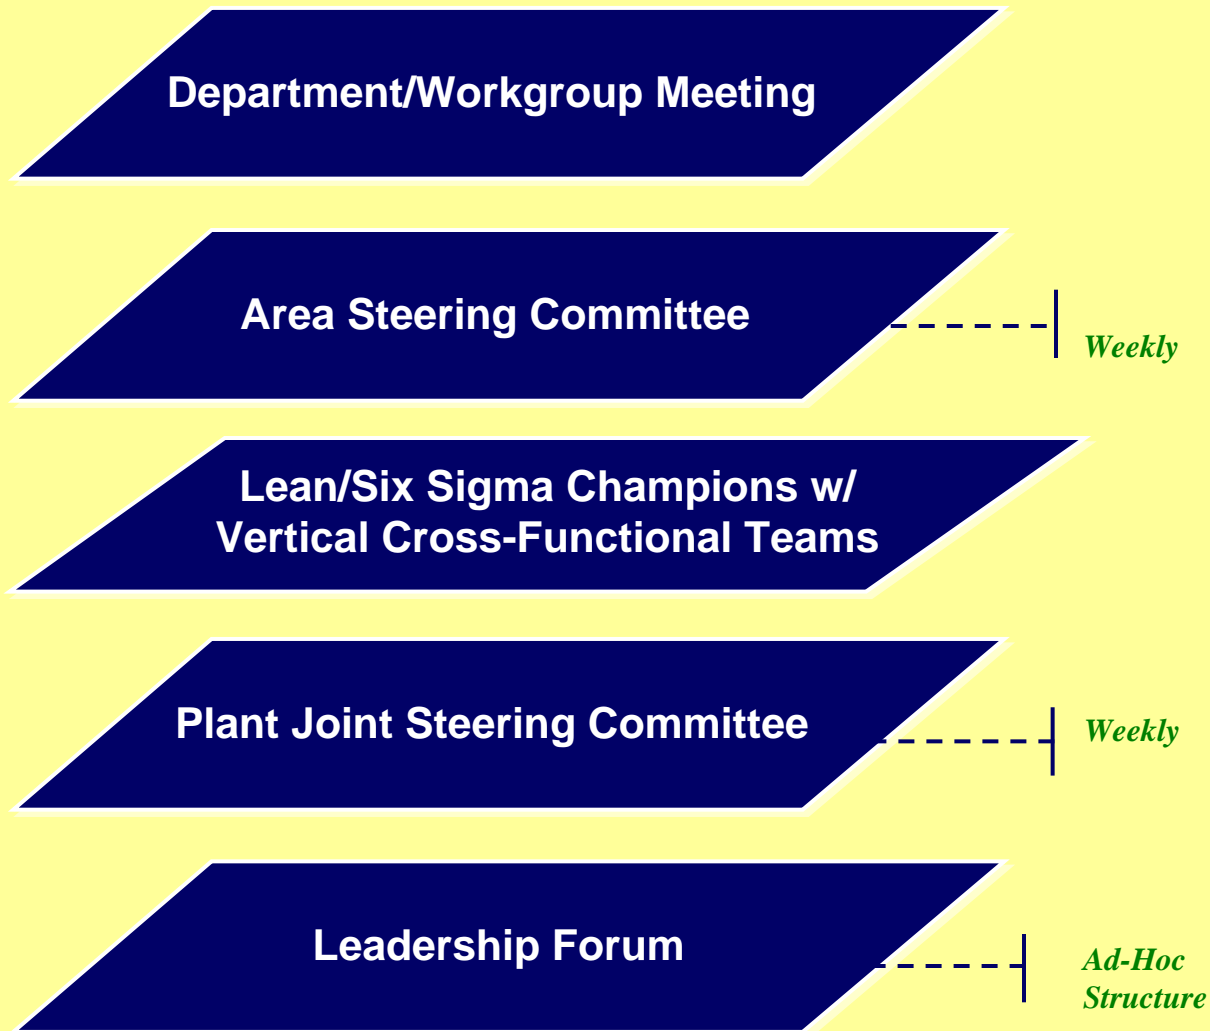 Department/Workgroup Meeting
Area Steering Committee
Weekly
Lean/Six Sigma Champions w/
Vertical Cross-Functional Teams
Plant Joint Steering Committee
Weekly
Leadership Forum
Ad-Hoc
Structure